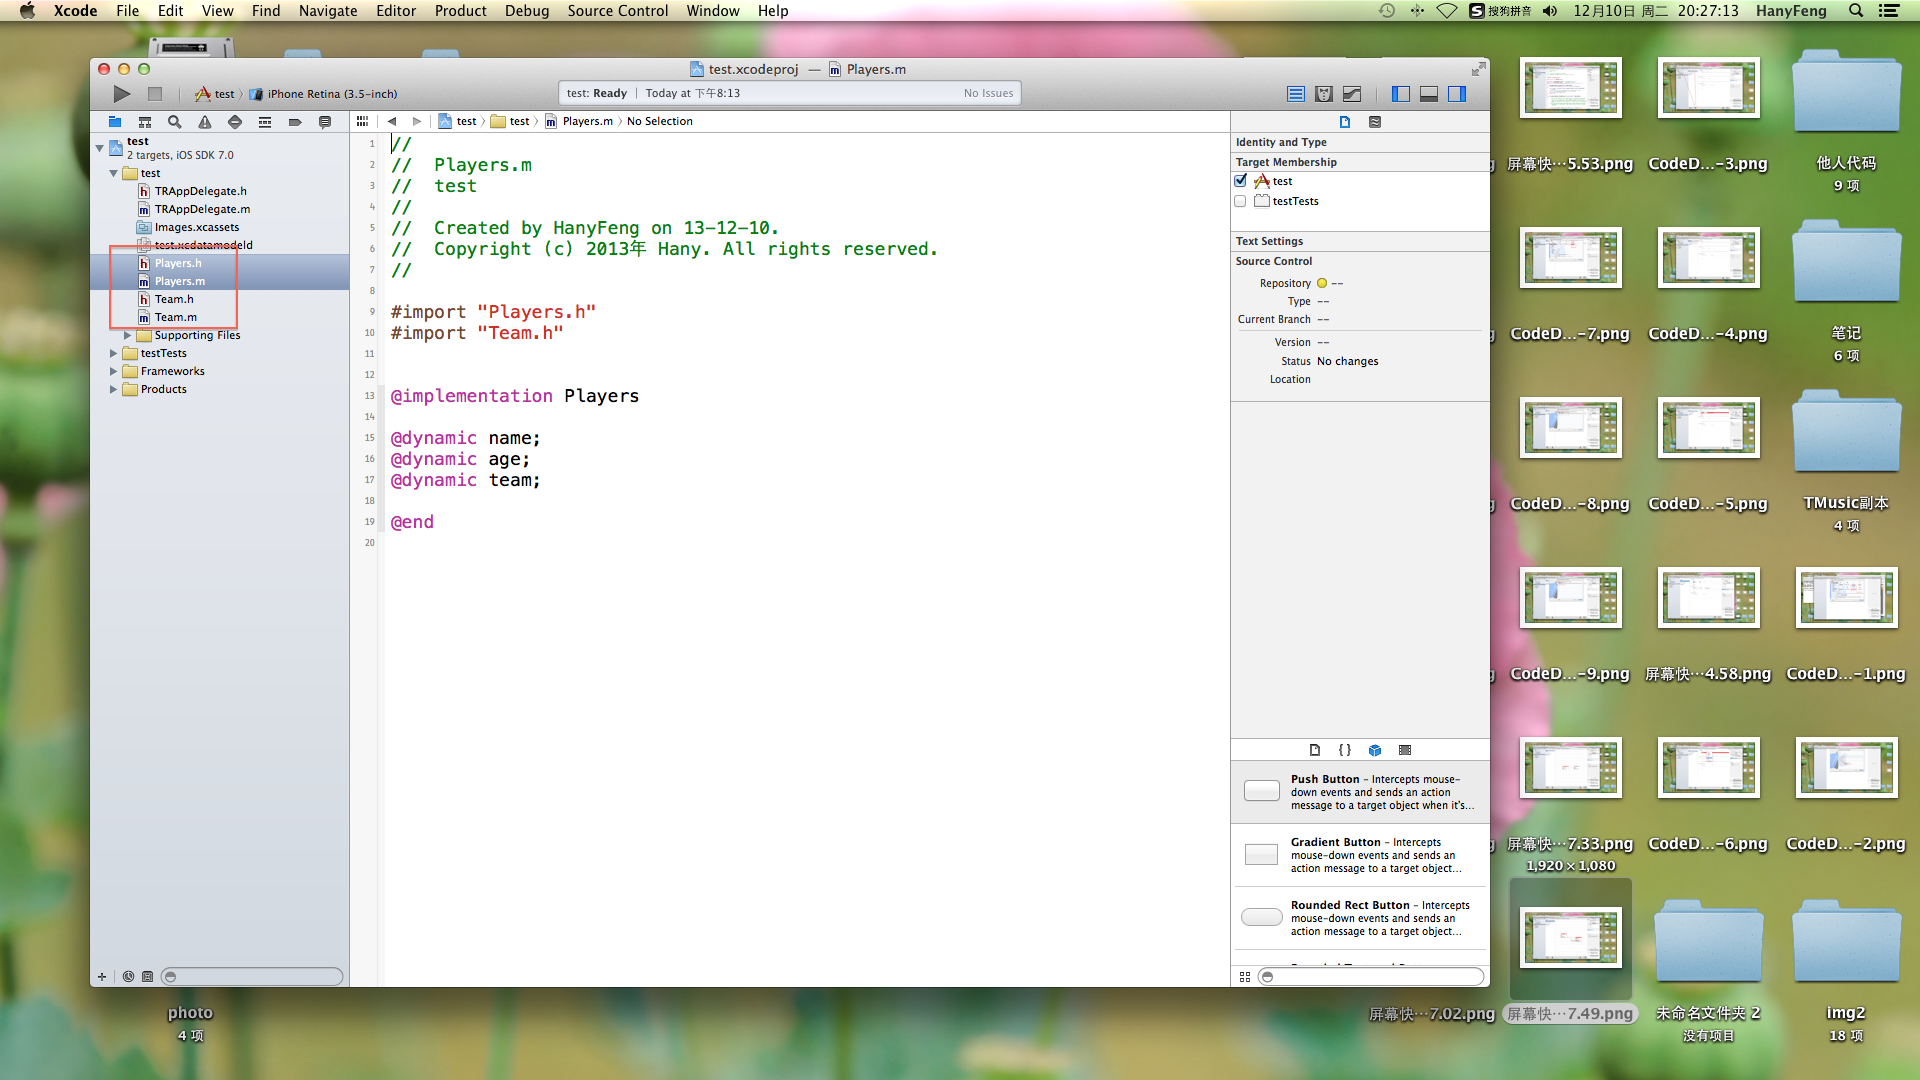 Xcode File Edit View Find Navigate Editor Product Debug Source Control Window Help
搜狗拼音 12月10日 周二 20:27:13 HanyFeng
test.xcodeproj — Players.m
test 〉 iPhone Retina (3.5-inch)
test: Ready | Today at 下午8:13
No Issues
test 〉 test 〉 Players.m 〉 No Selection
test
2 targets, iOS SDK 7.0
test
TRAppDelegate.h
TRAppDelegate.m
Images.xcassets
test.xcdatamodeld
Players.h
Players.m
Team.h
Team.m
Supporting Files
testTests
Frameworks
Products
1 //
2 //  Players.m
3 //  test
4 //
5 //  Created by HanyFeng on 13-12-10.
6 //  Copyright (c) 2013年 Hany. All rights reserved.
7 //
8
9 #import "Players.h"
10 #import "Team.h"
11
12
13 @implementation Players
14
15 @dynamic name;
16 @dynamic age;
17 @dynamic team;
18
19 @end
20
Identity and Type
Target Membership
test
testTests
Text Settings
Source Control
Repository --
Type --
Current Branch --
Version --
Status No changes
Location
Push Button – Intercepts mouse-
down events and sends an action
message to a target object when it's...
Gradient Button – Intercepts
mouse-down events and sends an
action message to a target object...
Rounded Rect Button – Intercepts
mouse-down events and sends an
action message to a target object...
屏幕快…5.53.png
CodeD...-3.png
他人代码
9 项
CodeD...-7.png
CodeD...-4.png
笔记
6 项
CodeD...-8.png
CodeD...-5.png
TMusic副本
4 项
CodeD...-9.png
屏幕快…4.58.png
CodeD...-1.png
屏幕快…7.33.png
1,920 × 1,080
CodeD...-6.png
CodeD...-2.png
photo
4 项
屏幕快…7.02.png
屏幕快…7.49.png
未命名文件夹 2
没有项目
img2
18 项